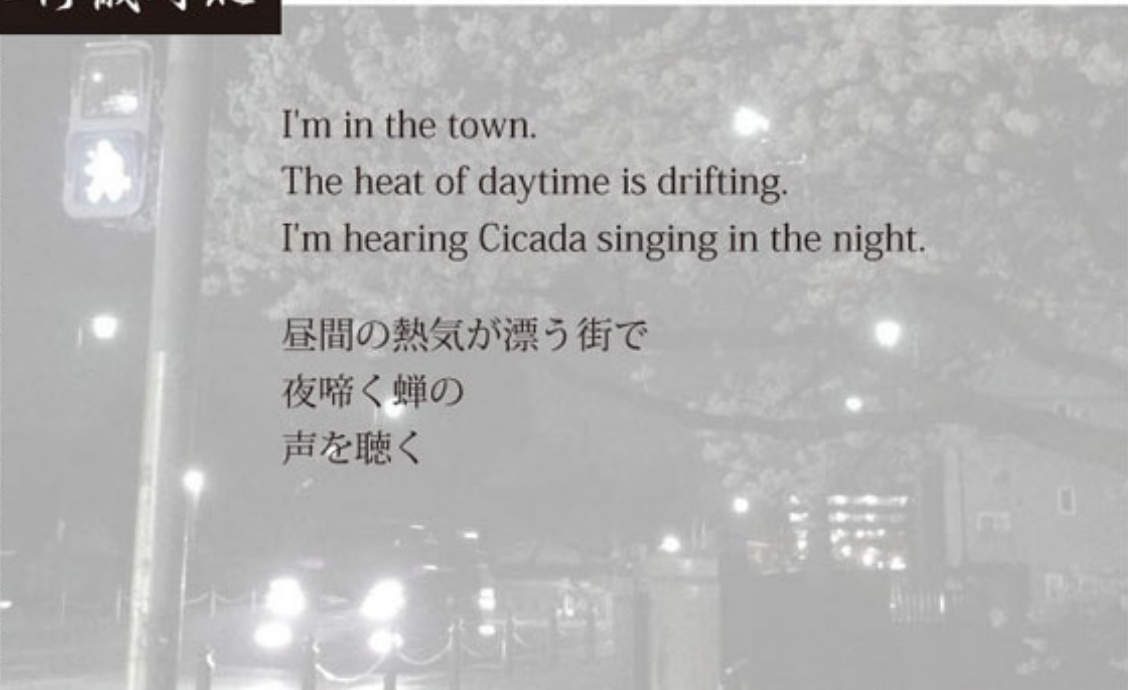 I'm in the town.
The heat of daytime is drifting.
I'm hearing Cicada singing in the night.
昼間の熱気が漂う街で
夜啼く蝉の
声を聴く